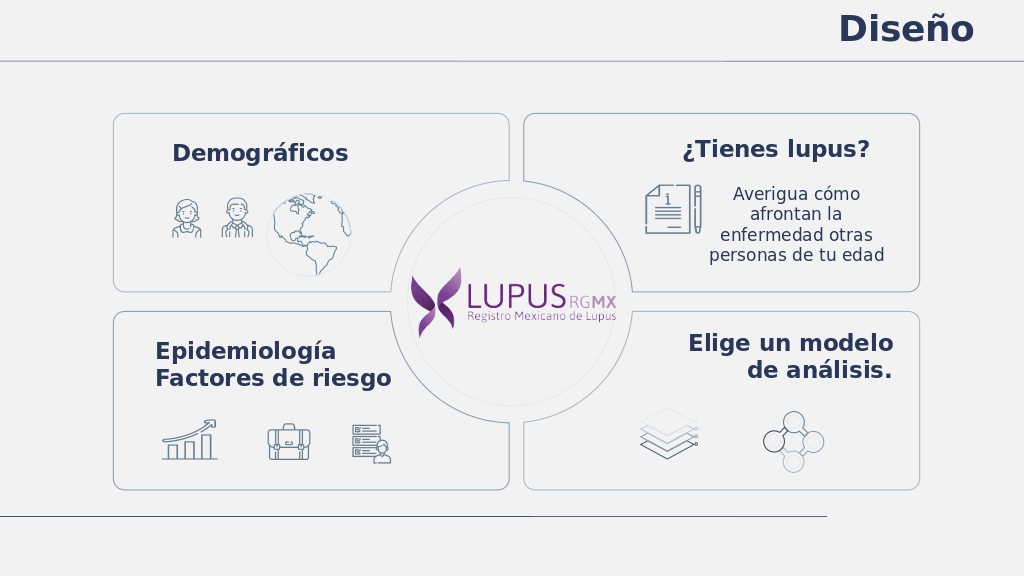 Diseño
Demográficos
¿Tienes lupus?
Averigua cómo
afrontan la
enfermedad otras
personas de tu edad
LUPUS RGMX
Registro Mexicano de Lupus
Epidemiología
Factores de riesgo
Elige un modelo
de análisis.